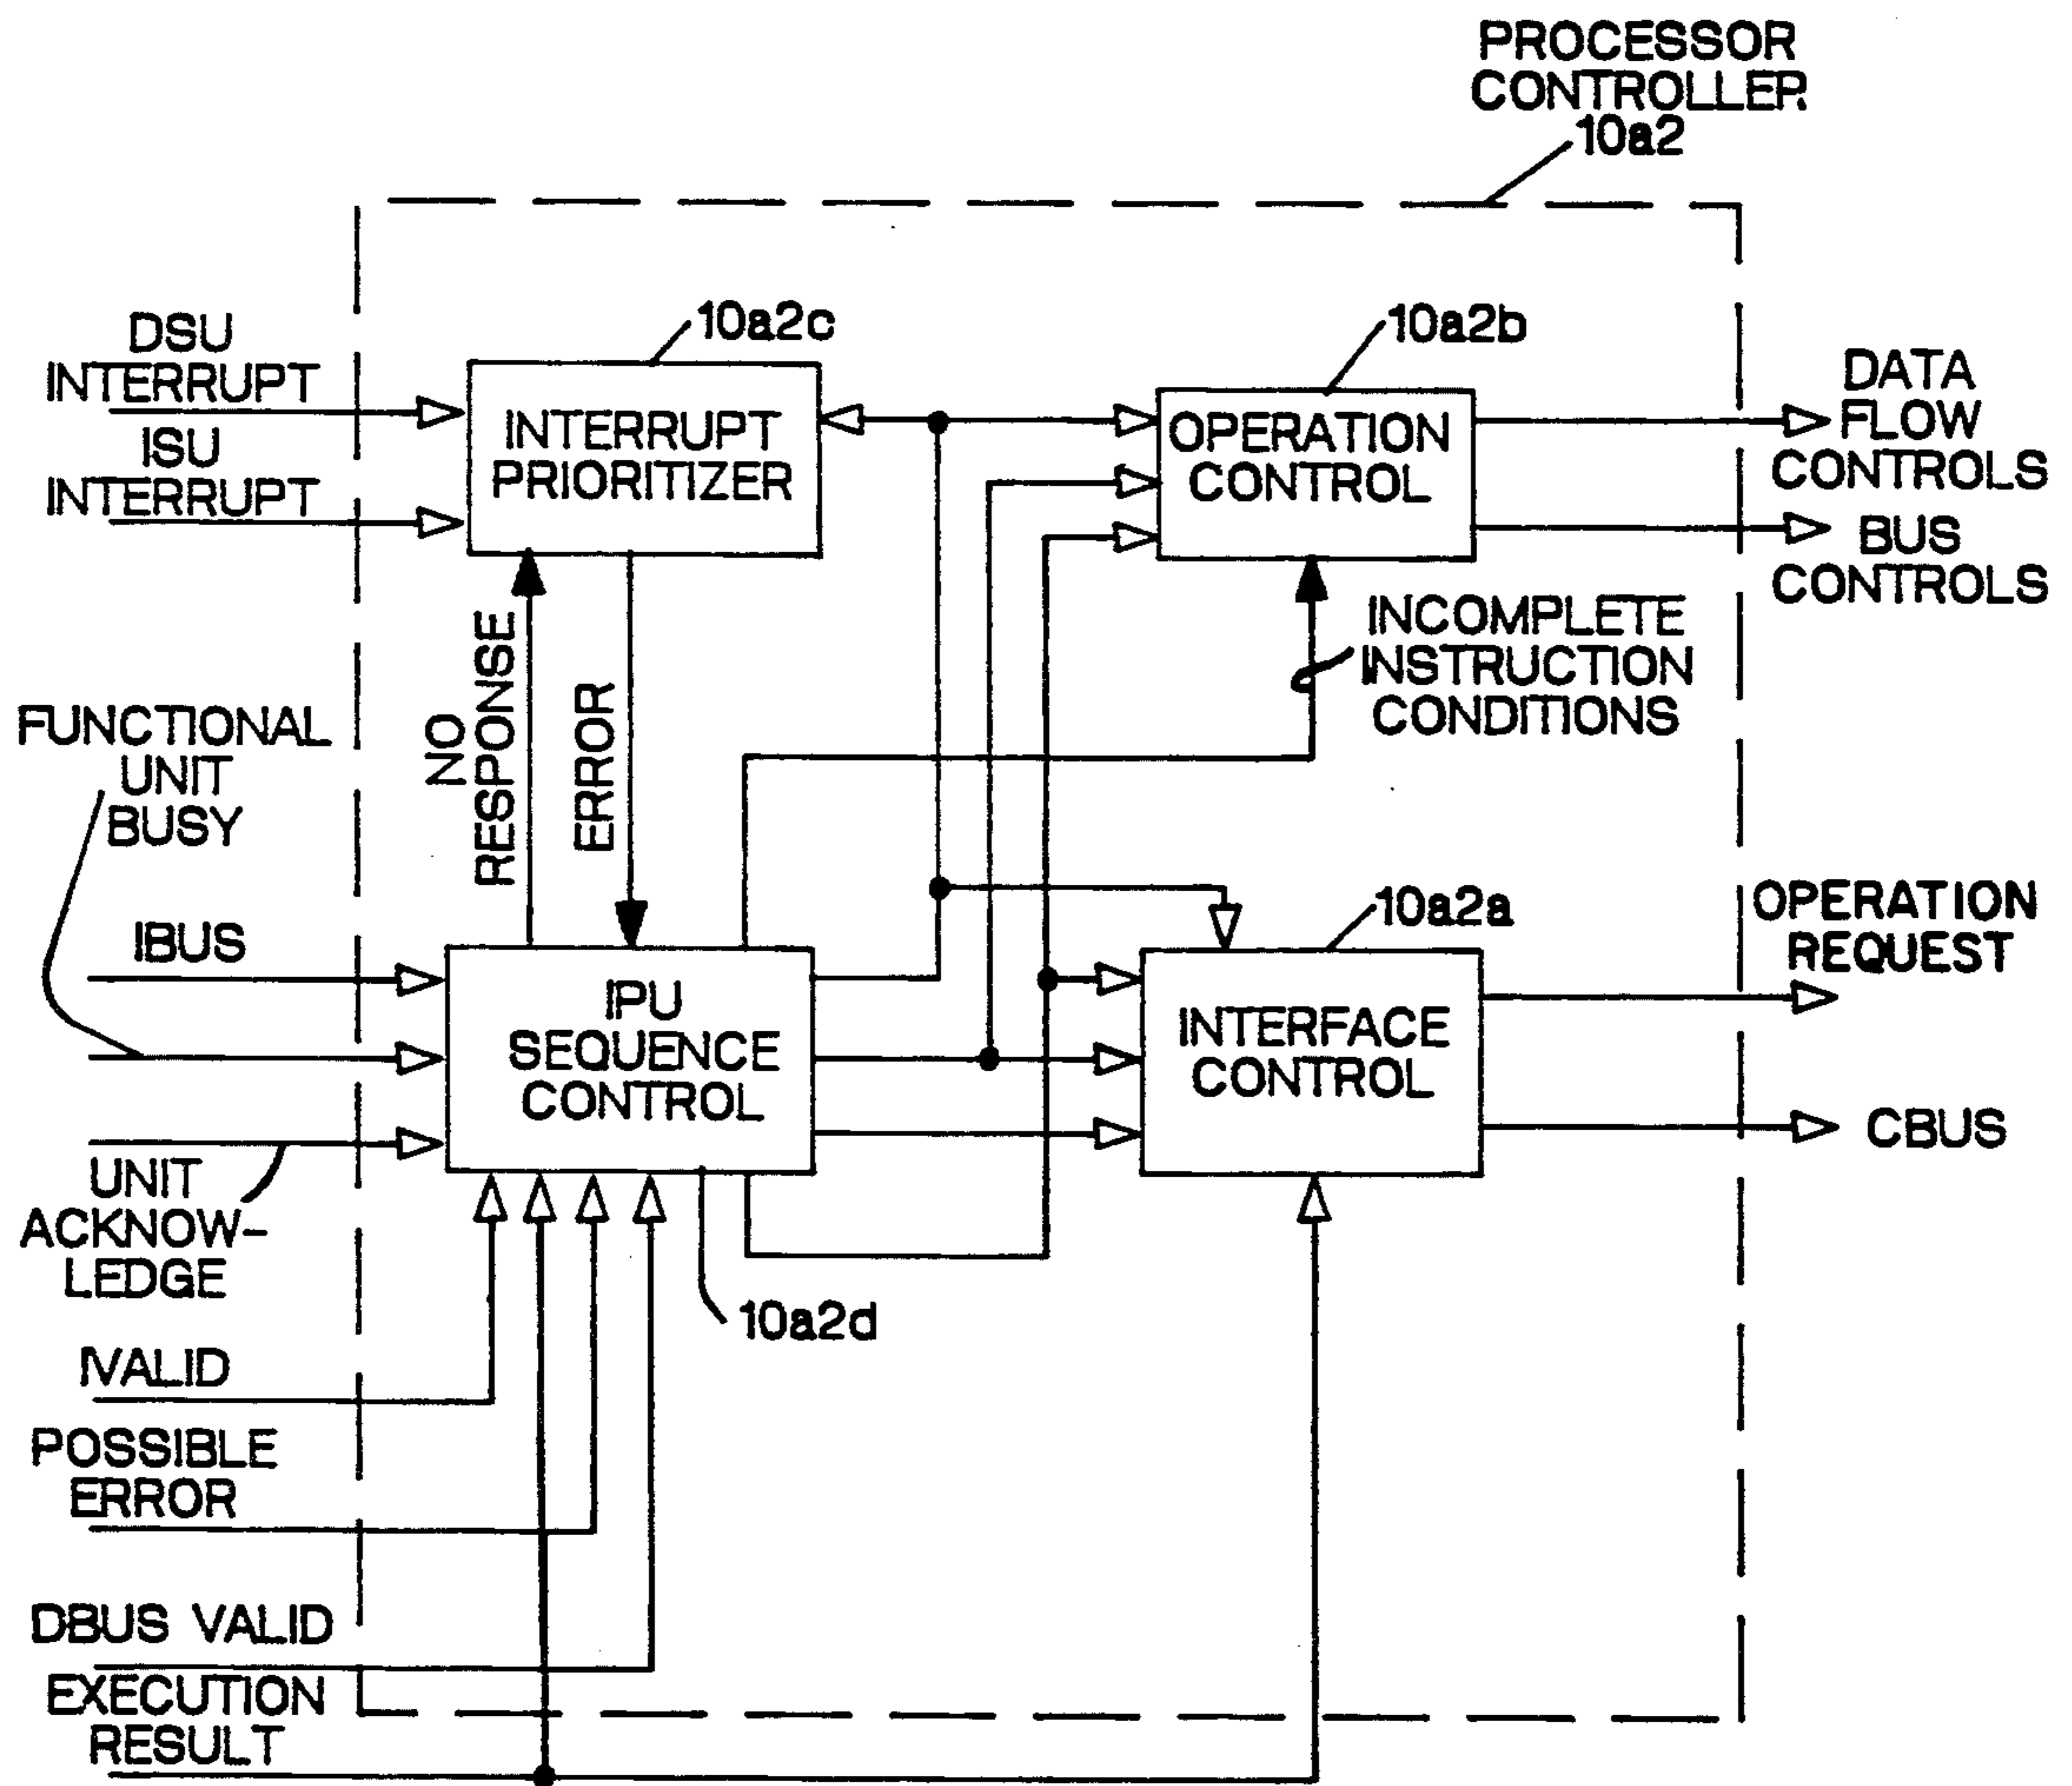 PROCESSOR
CONTROLLER
10a2
10a2c
10a2b
DSU
INTERRUPT
ISU
INTERRUPT
INTERRUPT
PRIORITIZER
OPERATION
CONTROL
DATA
FLOW
CONTROLS
BUS
CONTROLS
NO
RESPONSE
ERROR
INCOMPLETE
INSTRUCTION
CONDITIONS
FUNCTIONAL
UNIT
BUSY
IBUS
10a2a
OPERATION
REQUEST
IPU
SEQUENCE
CONTROL
INTERFACE
CONTROL
CBUS
UNIT
ACKNOW-
LEDGE
10a2d
IVALID
POSSIBLE
ERROR
DBUS VALID
EXECUTION
RESULT